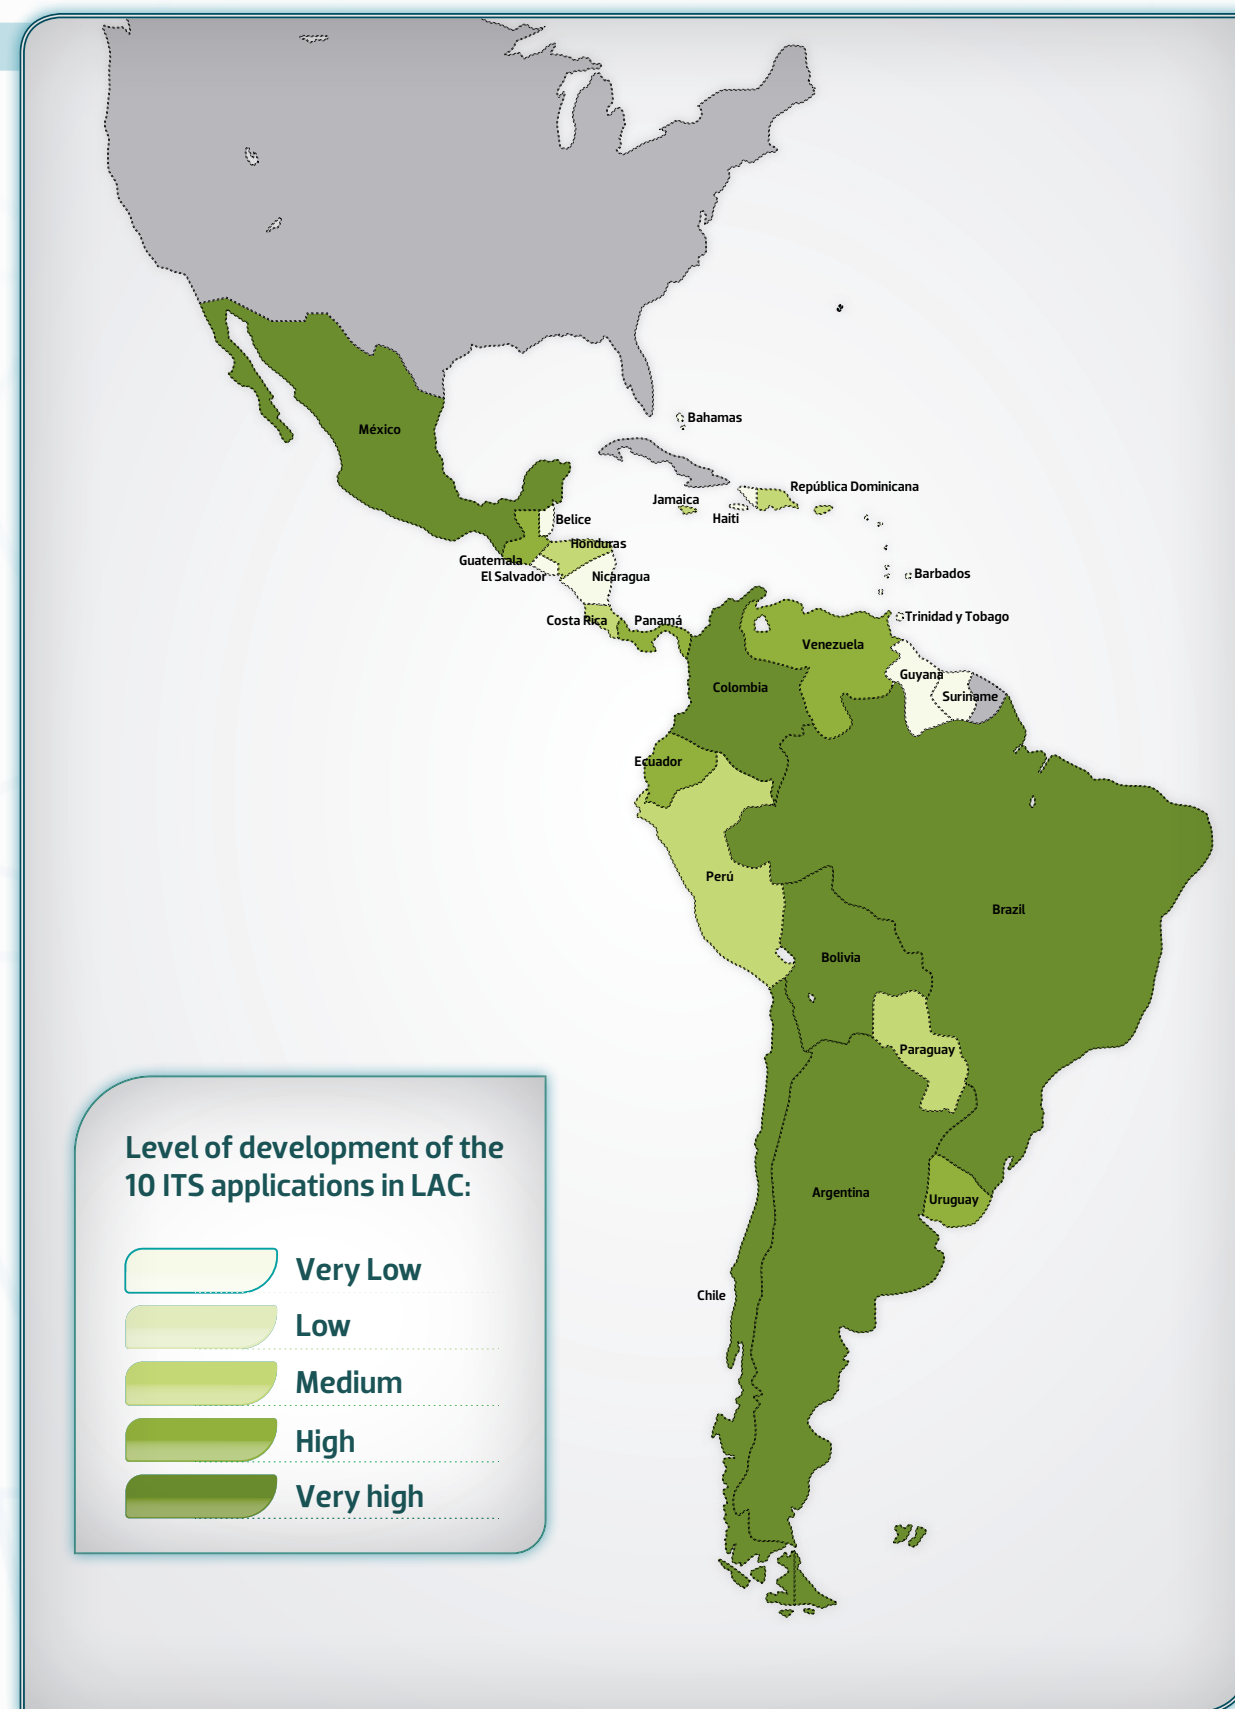 Bahamas
México
República Dominicana
Jamaica
Haiti
Belice
Honduras
Guatemala
El Salvador
Nicaragua
Barbados
Trinidad y Tobago
Costa Rica
Panamá
Venezuela
Guyana
Colombia
Suriname
Ecuador
Perú
Brazil
Bolivia
Paraguay
Argentina
Uruguay
Chile
Level of development of the
10 ITS applications in LAC:
Very Low
Low
Medium
High
Very high